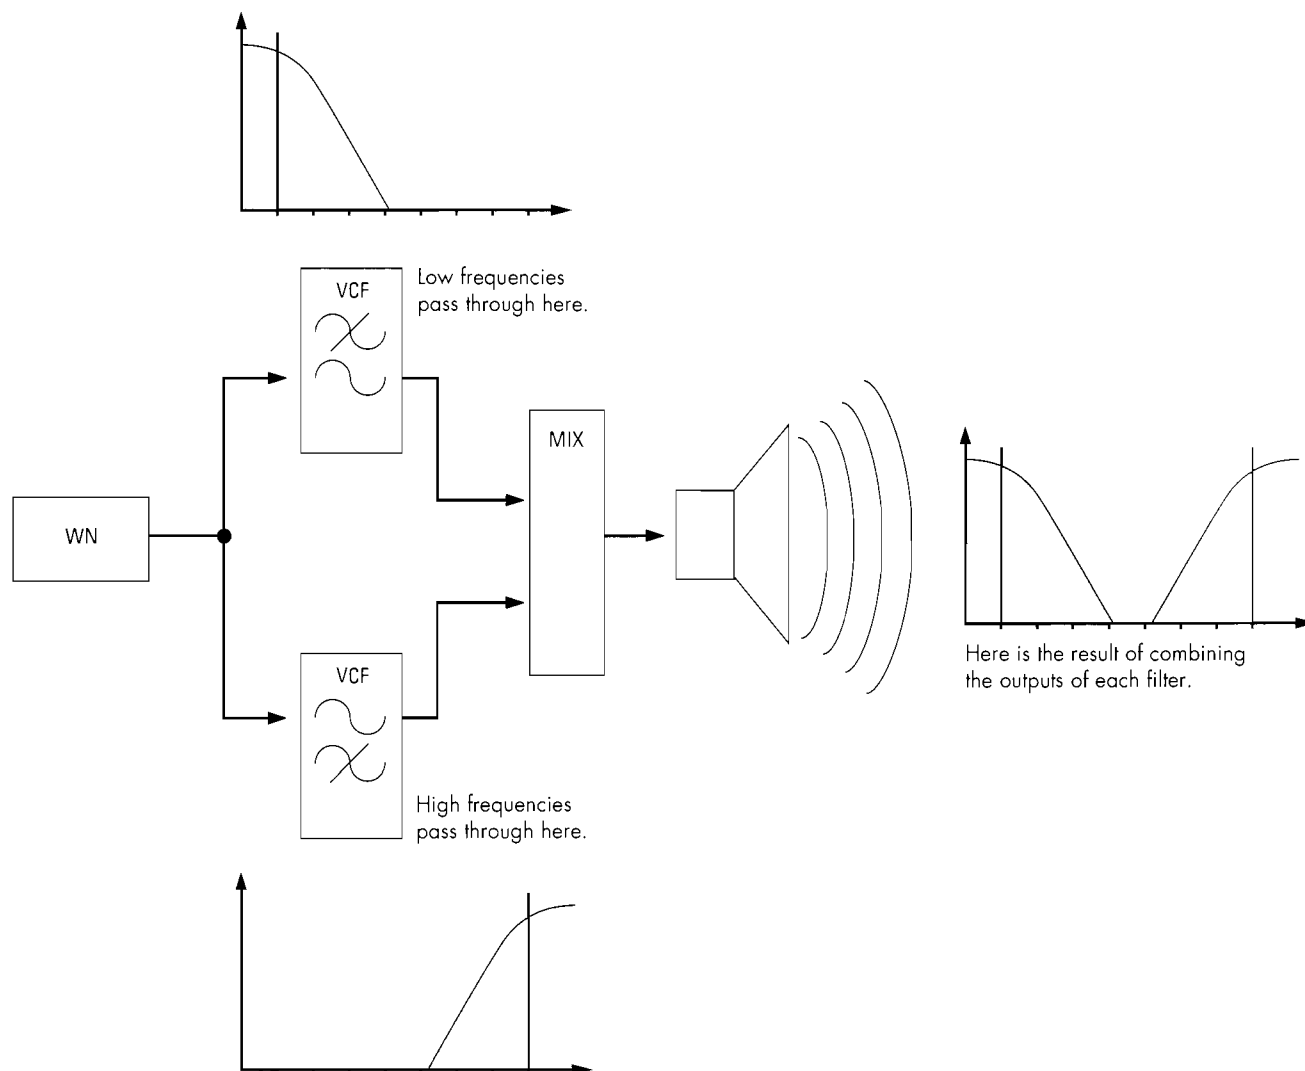 VCF
Low frequencies
pass through here.
WN
MIX
Here is the result of combining
the outputs of each filter.
VCF
High frequencies
pass through here.